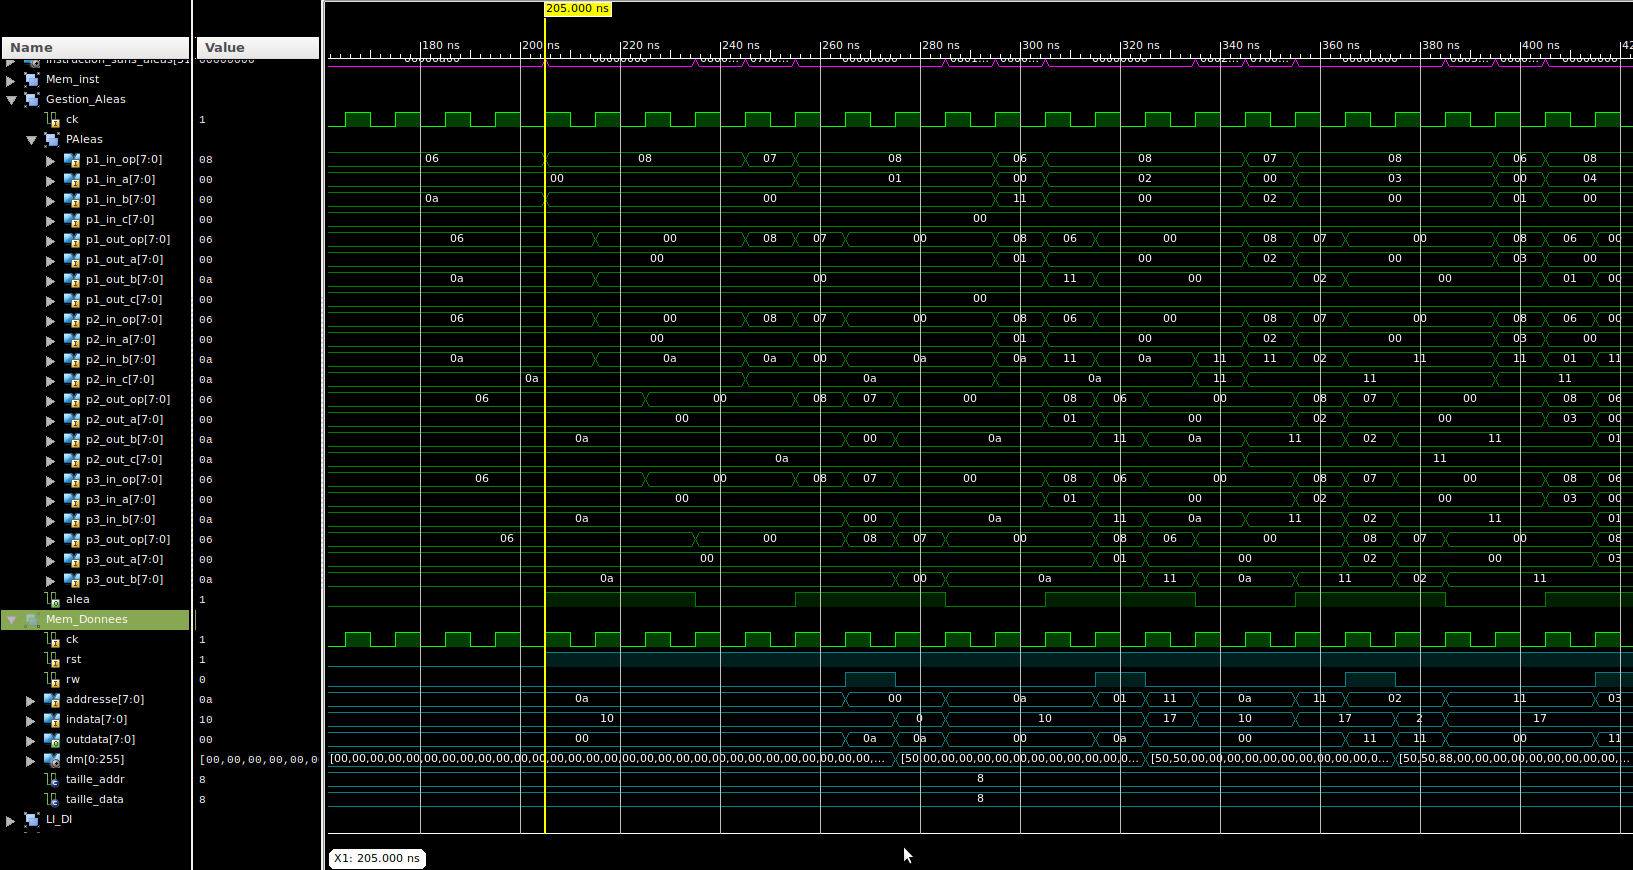 205.000 ns
Name Value
180 ns 200 ns 220 ns 240 ns 260 ns 280 ns 300 ns 320 ns 340 ns 360 ns 380 ns 400 ns 42
Mem_inst
Gestion_Aleas
ck 1
PAleas
p1_in_op[7:0] 08 06 08 07 08 06 08 07 08 06 08
p1_in_a[7:0] 00 00 01 00 02 00 03 00 04
p1_in_b[7:0] 00 0a 00 11 00 02 00 01 00
p1_in_c[7:0] 00 00
p1_out_op[7:0] 06 06 00 08 07 00 08 06 00 08 07 00 08 06 00
p1_out_a[7:0] 00 00 01 00 02 00 03 00
p1_out_b[7:0] 0a 0a 00 11 00 02 00 01 00
p1_out_c[7:0] 00 00
p2_in_op[7:0] 06 06 00 08 07 00 08 06 00 08 07 00 08 06 00
p2_in_a[7:0] 00 00 01 00 02 00 03 00
p2_in_b[7:0] 0a 0a 0a 0a 00 0a 0a 11 0a 11 11 02 11 11 01 11
p2_in_c[7:0] 0a 0a 0a 0a 11 11 11
p2_out_op[7:0] 06 06 00 08 07 00 08 06 00 08 07 00 08 06
p2_out_a[7:0] 00 00 01 00 02 00 03 00
p2_out_b[7:0] 0a 0a 00 0a 11 0a 11 02 11 01
p2_out_c[7:0] 0a 0a 11
p3_in_op[7:0] 06 06 00 08 07 00 08 06 00 08 07 00 08 06
p3_in_a[7:0] 00 00 01 00 02 00 03 00
p3_in_b[7:0] 0a 0a 00 0a 11 0a 11 02 11 01
p3_out_op[7:0] 06 06 00 08 07 00 08 06 00 08 07 00 08
p3_out_a[7:0] 00 00 01 00 02 00 03
p3_out_b[7:0] 0a 0a 00 0a 11 0a 11 02 11
alea 1
Mem_Donnees
ck 1
rst 1
rw 0
addresse[7:0] 0a 0a 00 0a 01 11 0a 11 02 11 03
indata[7:0] 10 10 0 10 17 10 17 2 17
outdata[7:0] 00 00 0a 0a 00 0a 00 11 11 00 11
dm[0:255] [00,00,00,00,00,0 [00,00,00,00,00,00,00,00,00,00,00,00,00,00,00,00,00,00,00,00,00,00,00,00,00,00,00,00,... [50,00,00,00,00,00,00,00,00,00,00,00,0... [50,50,00,00,00,00,00,00,00,00,00,00,0... [50,50,88,00,00,00,00,00,00,00,00,00,...
taille_addr 8 8
taille_data 8 8
LI_DI
X1: 205.000 ns